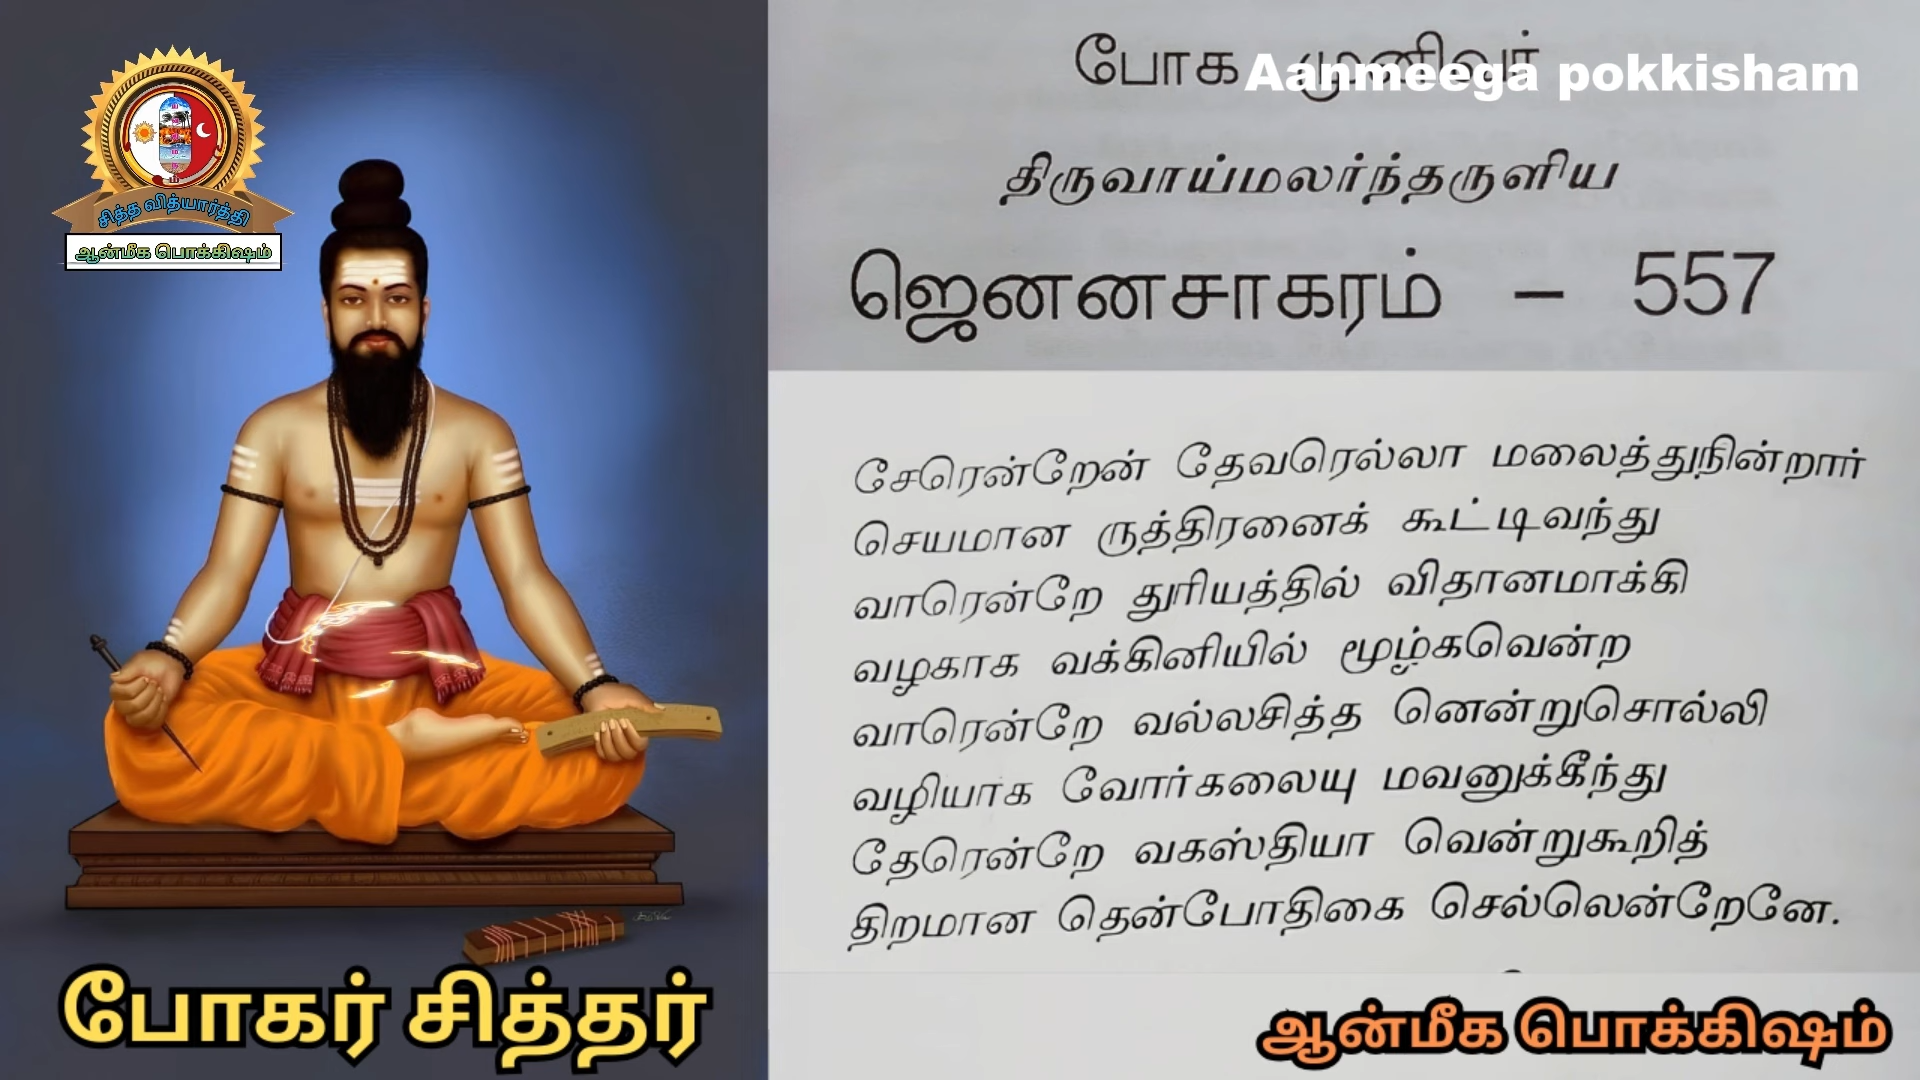 சித்த வித்யார்த்தி
ஆன்மீக பொக்கிஷம்
போகர் சித்தர்
Aanmeega pokkisham
போக முனிவர்
திருவாய்மலர்ந்தருளிய
ஜெனனசாகரம் – 557
சேரென்றேன் தேவரெல்லா மலைத்துநின்றார்
செயமான ருத்திரனைக் கூட்டிவந்து
வாரென்றே துரியத்தில் விதானமாக்கி
வழகாக வக்கினியில் மூழ்கவென்ற
வாரென்றே வல்லசித்த னென்றுசொல்லி
வழியாக வோர்கலையு மவனுக்கீந்து
தேரென்றே வகஸ்தியா வென்றுகூறித்
திறமான தென்போதிகை செல்லென்றேனே.
ஆன்மீக பொக்கிஷம்